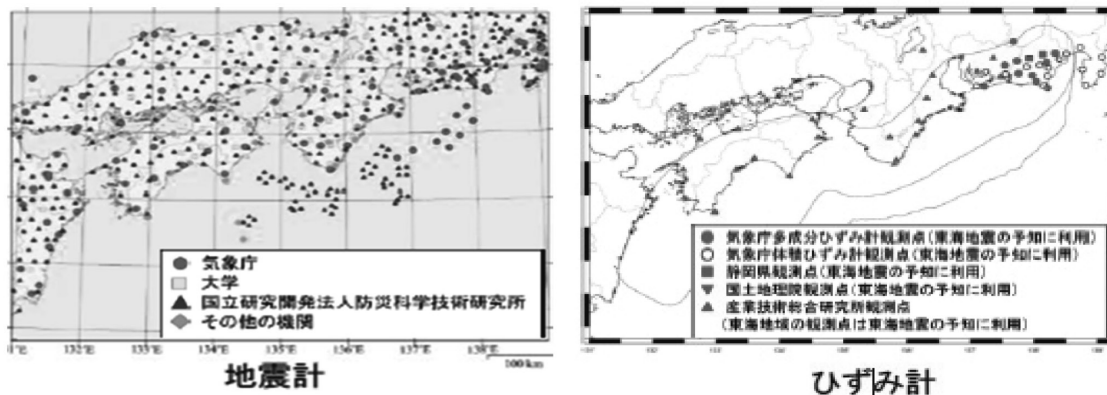 気象庁
大学
国立研究開発法人防災科学技術研究所
その他の機関
132°E
133°E
134°E
135°E
136°E
137°E
138°E
100 km
地震計
気象庁多成分ひずみ計観測点(東海地震の予知に利用)
気象庁体積ひずみ計観測点(東海地震の予知に利用)
静岡県観測点(東海地震の予知に利用)
国土地理院観測点(東海地震の予知に利用)
産業技術総合研究所観測点
(東海地域の観測点は東海地震の予知に利用)
ひずみ計